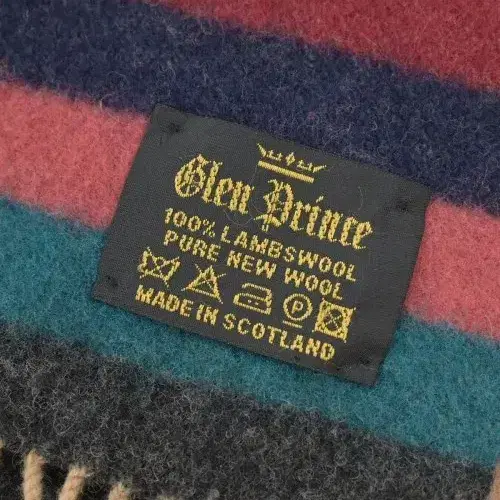 Glen Prince
100% LAMBSWOOL
PURE NEW WOOL
P
MADE IN SCOTLAND